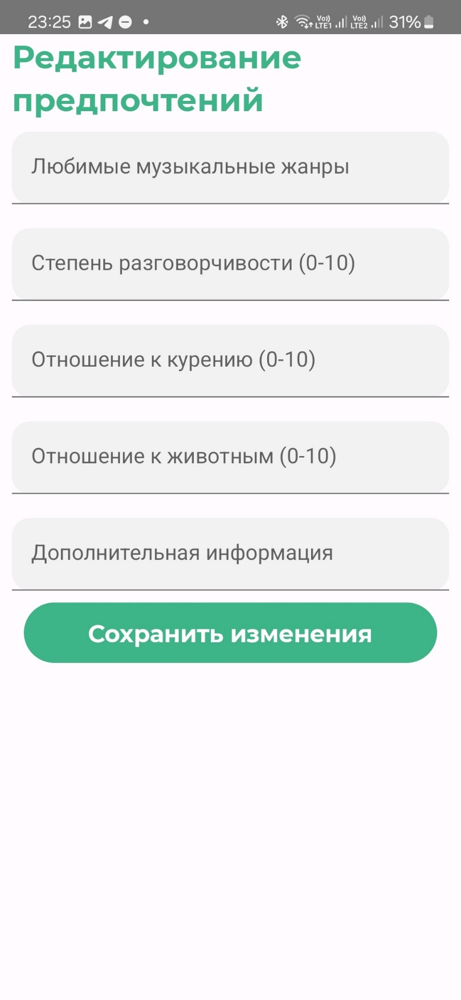 23:25 Vo)) LTE1 Vo)) LTE2 31%
Редактирование
предпочтений
Любимые музыкальные жанры
Степень разговорчивости (0-10)
Отношение к курению (0-10)
Отношение к животным (0-10)
Дополнительная информация
Сохранить изменения